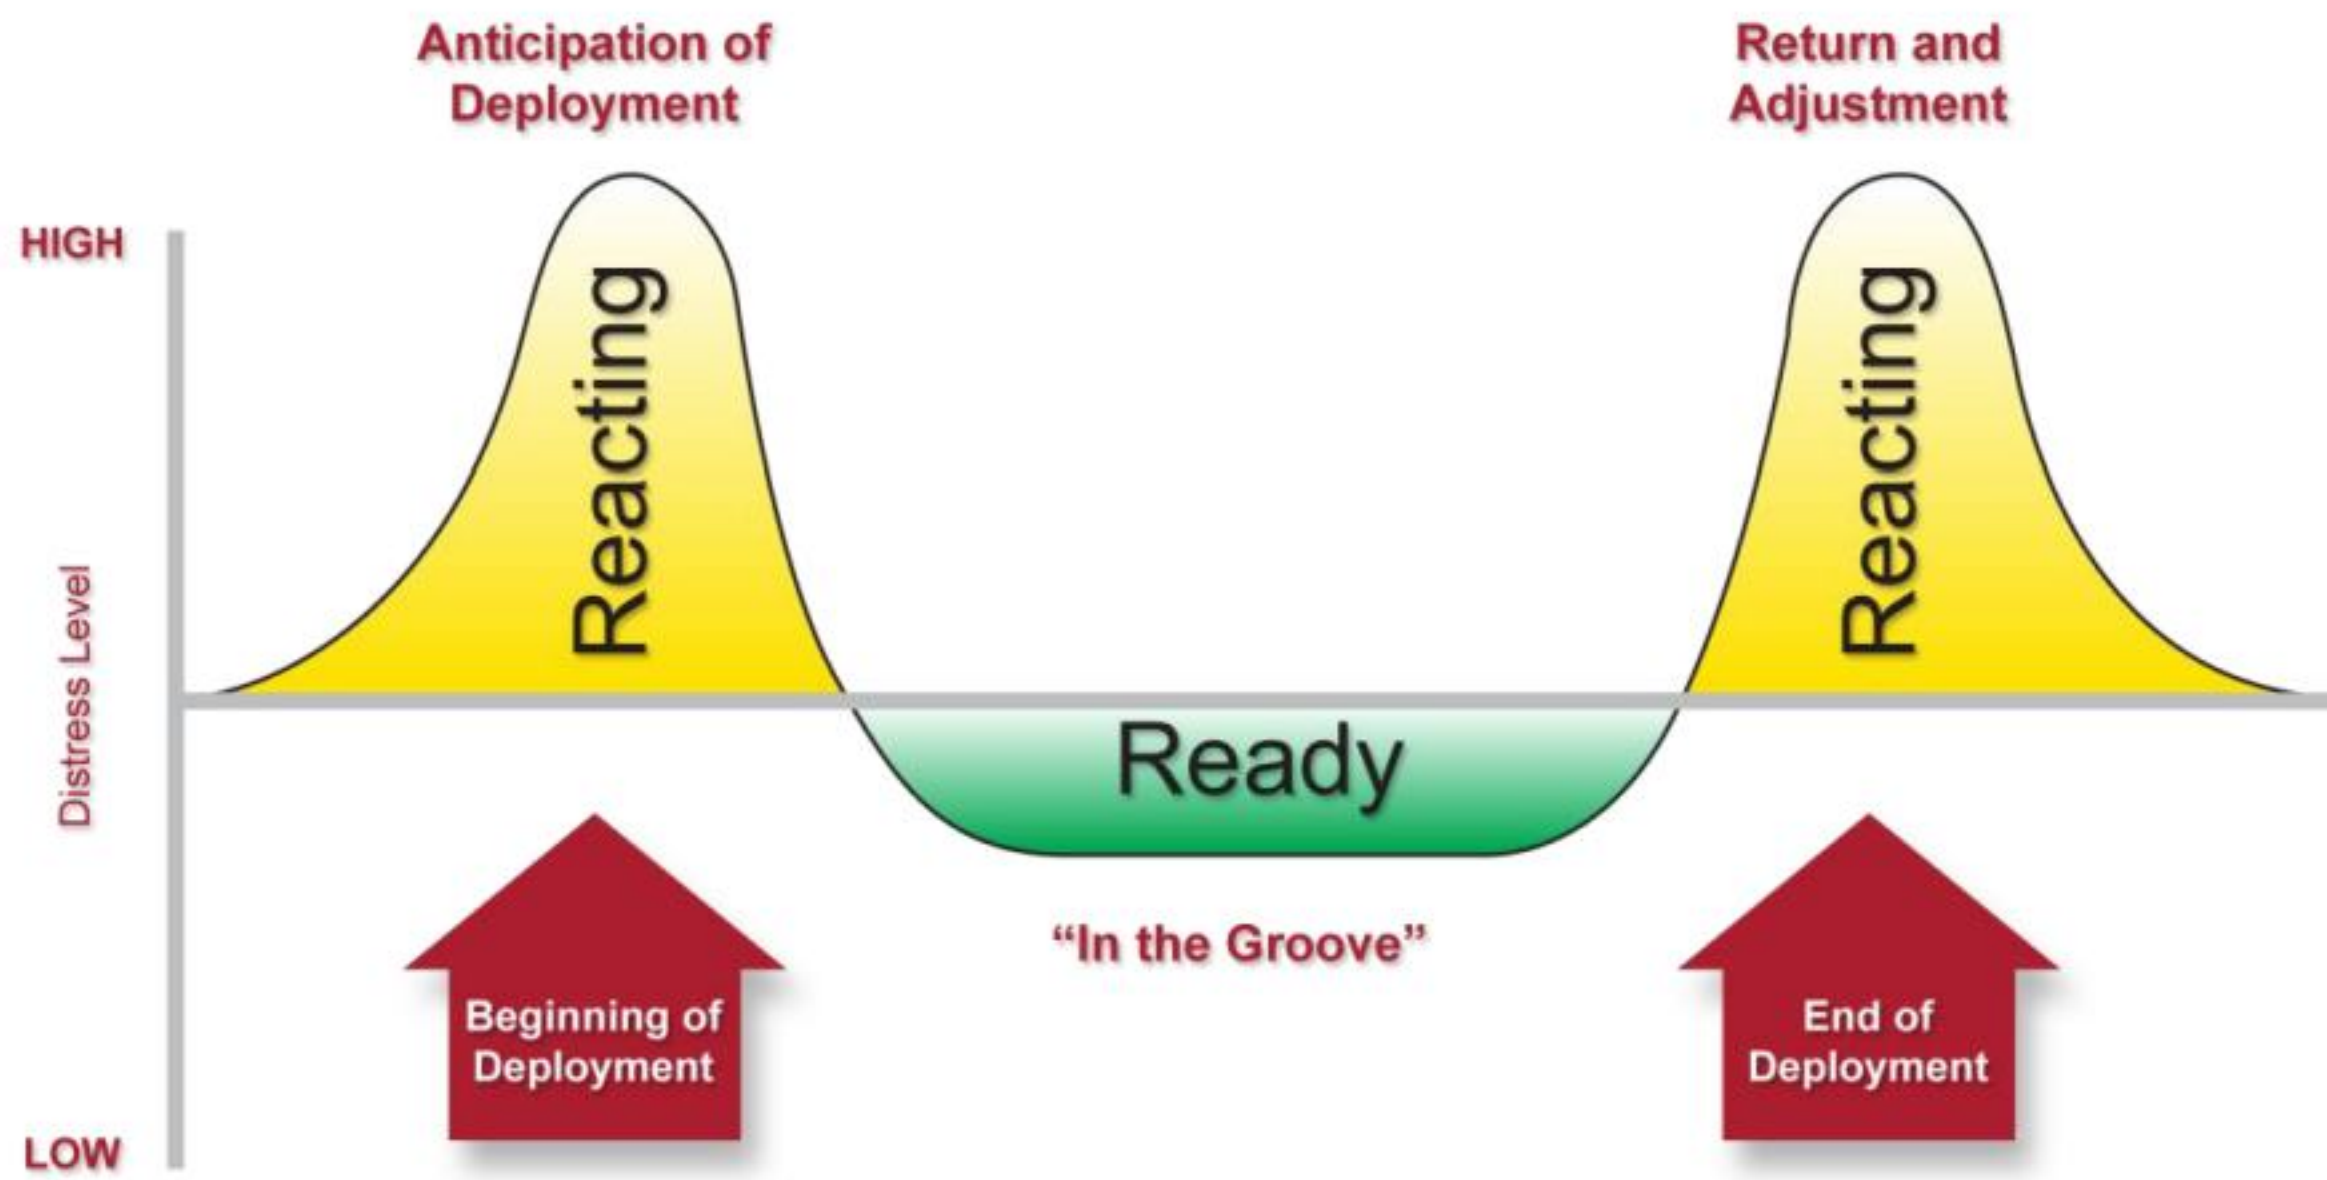 Anticipation of
Deployment
Return and
Adjustment
HIGH
Distress Level
LOW
Reacting
Ready
Reacting
“In the Groove”
Beginning of
Deployment
End of
Deployment